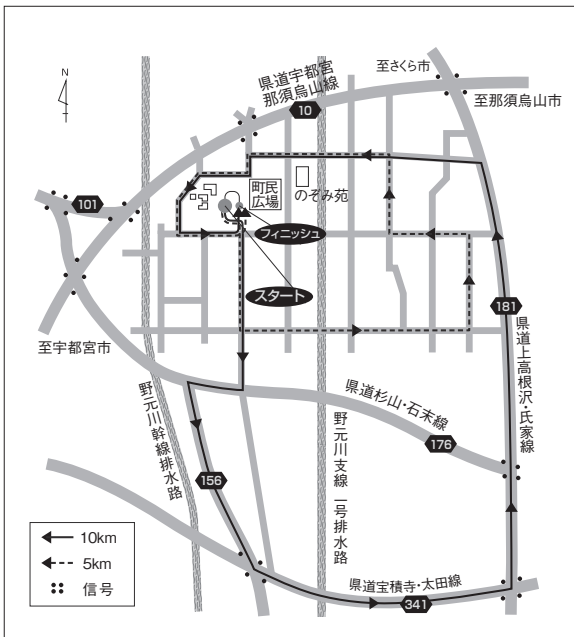 N
至さくら市
県道宇都宮
那須烏山線
10
至那須烏山市
町民
広場
のぞみ苑
101
フィニッシュ
スタート
181
県道上高根沢・氏家線
至宇都宮市
野元川幹線排水路
県道杉山・石末線
176
野元川支線 一号排水路
156
10km
5km
信号
県道宝積寺・太田線
341